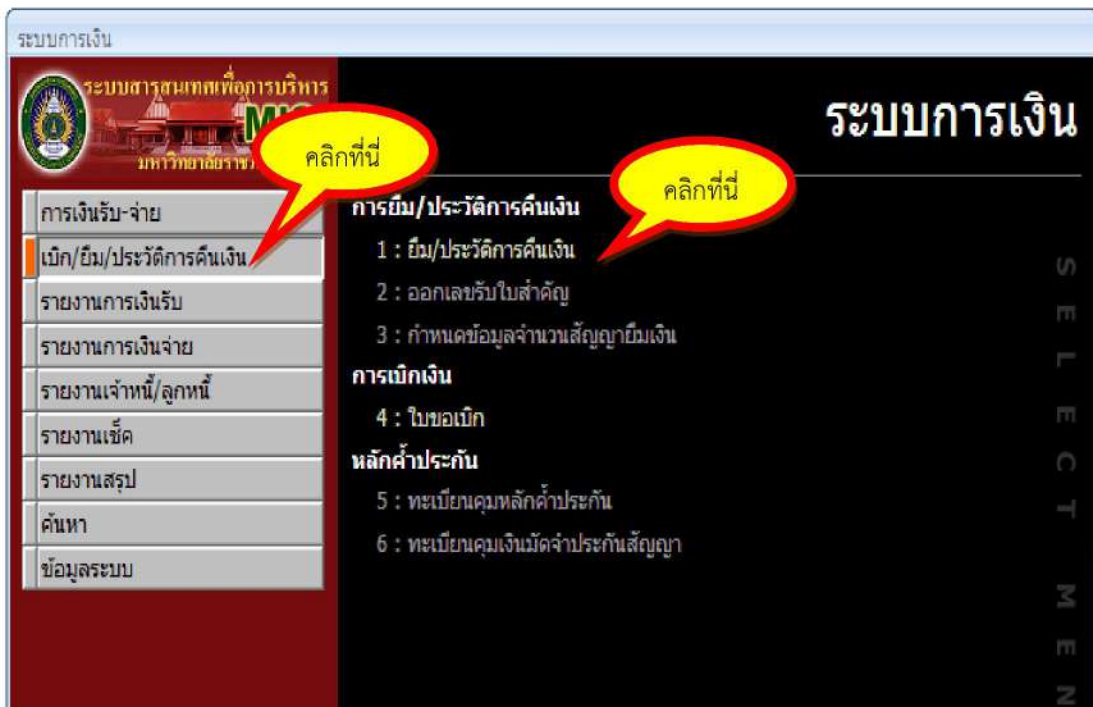 ระบบการเงิน
ระบบสารสนเทศเพื่อการบริหาร
มหาวิทยาลัย
คลิกที่นี่
คลิกที่นี่
ระบบการเงิน
การเงินรับ-จ่าย
เบิก/ยืม/ประวัติการคืนเงิน
รายงานการเงินรับ
รายงานการเงินจ่าย
รายงานเจ้าหนี้/ลูกหนี้
รายงานเช็ค
รายงานสรุป
ค้นหา
ข้อมูลระบบ
การยืม/ประวัติการคืนเงิน
1 : ยืม/ประวัติการคืนเงิน
2 : ออกเลขรับใบสำคัญ
3 : กำหนดข้อมูลจำนวนสัญญายืมเงิน
การเบิกเงิน
4 : ใบขอเบิก
หลักค้ำประกัน
5 : ทะเบียนคุมหลักค้ำประกัน
6 : ทะเบียนคุมเงินมัดจำประกันสัญญา
SELECT MEN